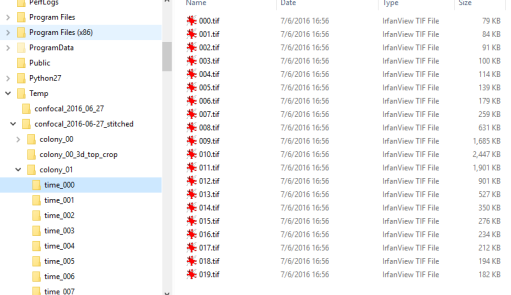 PerfLogs
Program Files
Program Files (x86)
ProgramData
Public
Python27
Temp
confocal_2016_06_27
confocal_2016-06-27_stitched
colony_00
colony_00_3d_top_crop
colony_01
time_000
time_001
time_002
time_003
time_004
time_005
time_006
time_007
Name Date Type Size
000.tif 7/6/2016 16:56 IrfanView TIF File 79 KB
001.tif 7/6/2016 16:56 IrfanView TIF File 84 KB
002.tif 7/6/2016 16:56 IrfanView TIF File 91 KB
003.tif 7/6/2016 16:56 IrfanView TIF File 100 KB
004.tif 7/6/2016 16:56 IrfanView TIF File 114 KB
005.tif 7/6/2016 16:56 IrfanView TIF File 139 KB
006.tif 7/6/2016 16:56 IrfanView TIF File 179 KB
007.tif 7/6/2016 16:56 IrfanView TIF File 259 KB
008.tif 7/6/2016 16:56 IrfanView TIF File 631 KB
009.tif 7/6/2016 16:56 IrfanView TIF File 1,685 KB
010.tif 7/6/2016 16:56 IrfanView TIF File 2,447 KB
011.tif 7/6/2016 16:56 IrfanView TIF File 1,901 KB
012.tif 7/6/2016 16:56 IrfanView TIF File 901 KB
013.tif 7/6/2016 16:56 IrfanView TIF File 527 KB
014.tif 7/6/2016 16:56 IrfanView TIF File 350 KB
015.tif 7/6/2016 16:56 IrfanView TIF File 276 KB
016.tif 7/6/2016 16:56 IrfanView TIF File 234 KB
017.tif 7/6/2016 16:56 IrfanView TIF File 212 KB
018.tif 7/6/2016 16:56 IrfanView TIF File 194 KB
019.tif 7/6/2016 16:56 IrfanView TIF File 182 KB